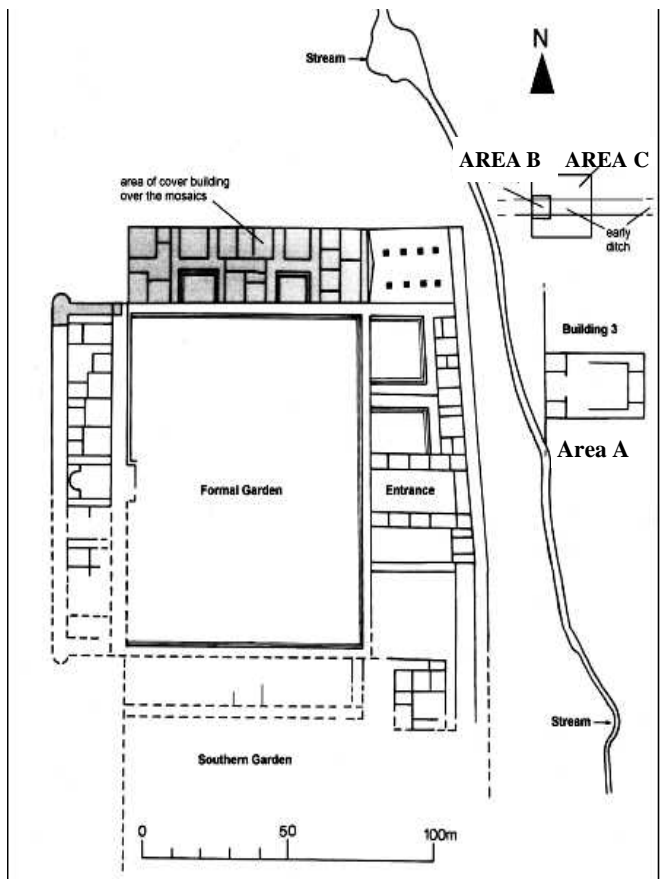 Stream
N
AREA B
AREA C
area of cover building
over the mosaics
early
ditch
Building 3
Area A
Formal Garden
Entrance
Stream
Southern Garden
0
50
100m